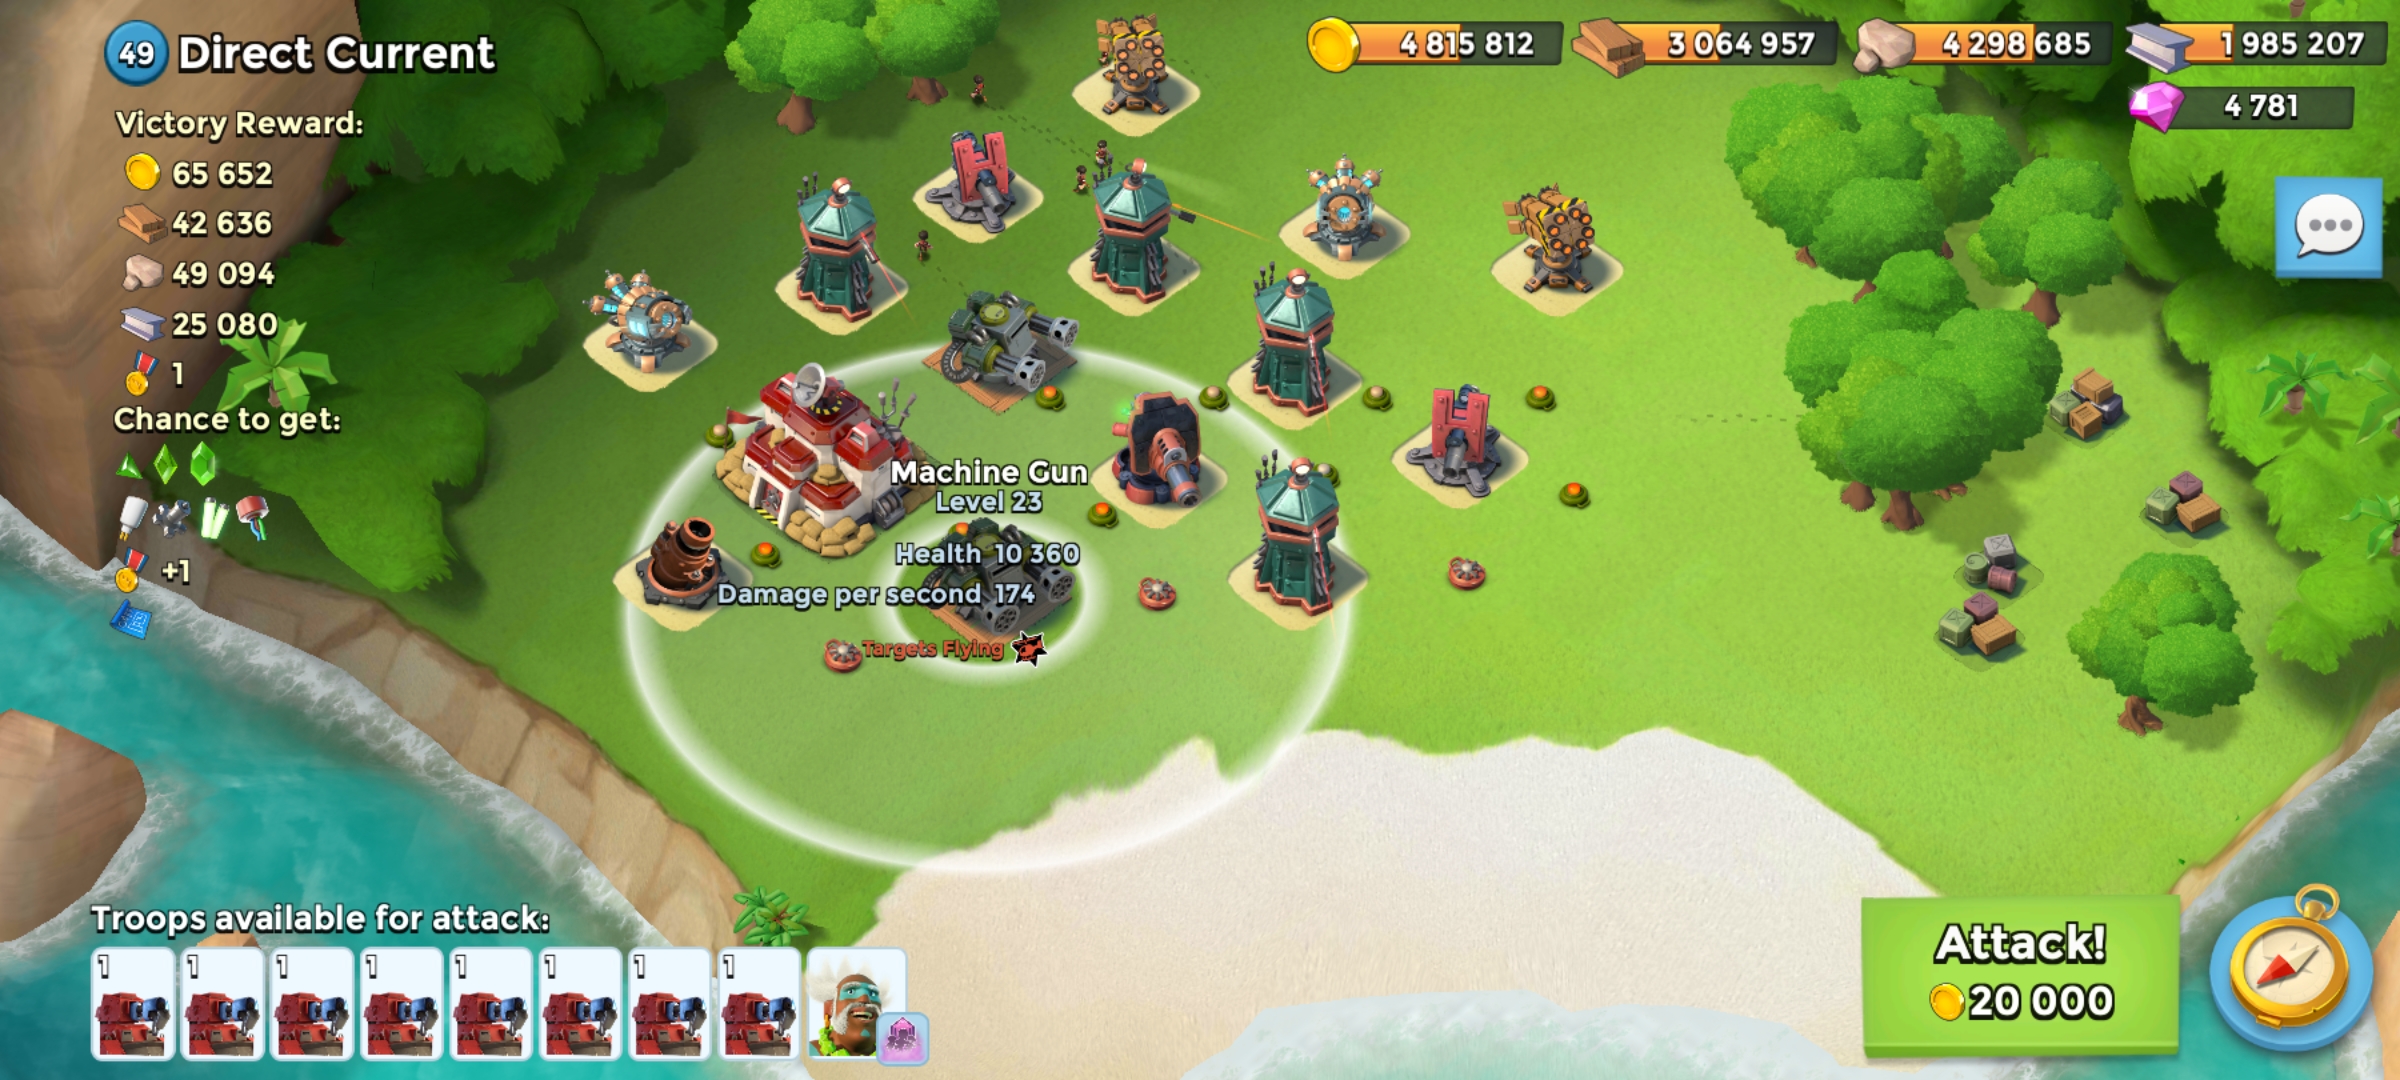 49 Direct Current
Victory Reward:
65 652
42 636
49 094
25 080
1
Chance to get:
+1
4 815 812
3 064 957
4 298 685
1 985 207
4 781
Machine Gun
Level 23
Health 10 360
Damage per second 174
Targets Flying
Troops available for attack:
1 1 1 1 1 1 1 1
Attack!
20 000